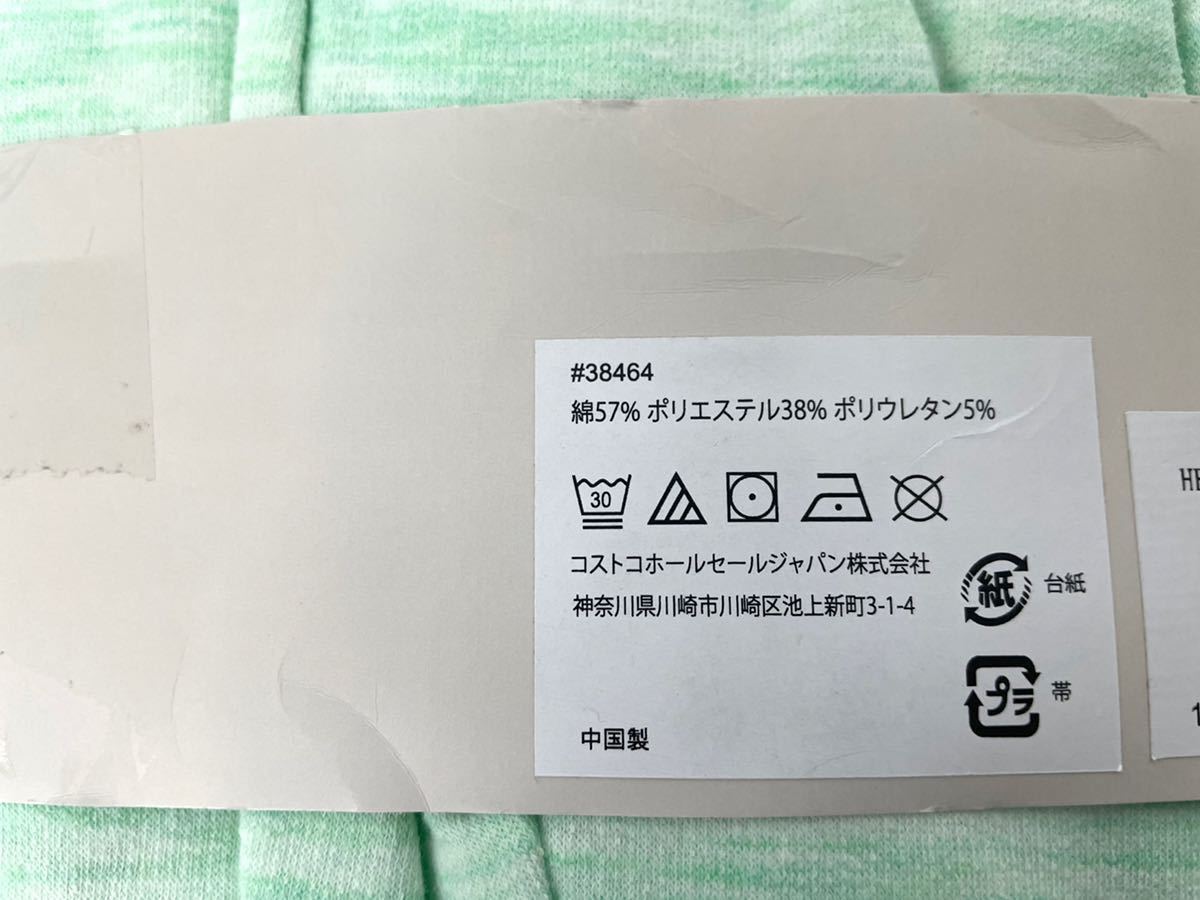 #38464
綿57% ポリエステル38% ポリウレタン5%
30
コストコホールセールジャパン株式会社
神奈川県川崎市川崎区池上新町3-1-4
紙 台紙
プラ 帯
中国製